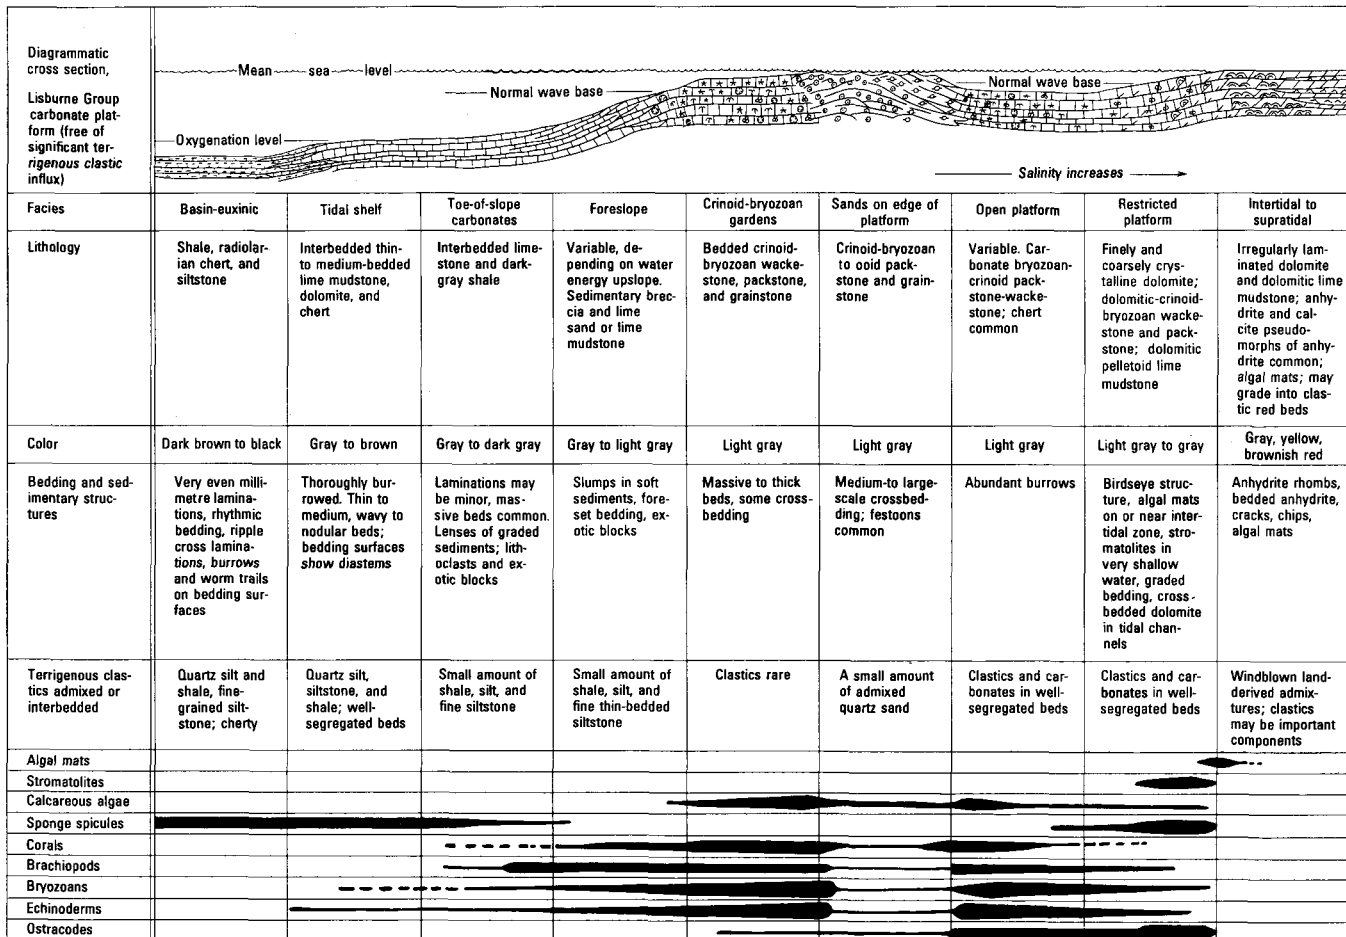 Diagrammatic
cross section,
Lisburne Group
carbonate plat-
form (free of
significant ter-
rigenous clastic
influx)
Mean sea level
Normal wave base
Normal wave base
Oxygenation level
Salinity increases
Facies
Basin-euxinic
Tidal shelf
Toe-of-slope
carbonates
Foreslope
Crinoid-bryozoan
gardens
Sands on edge of
platform
Open platform
Restricted
platform
Intertidal to
supratidal
Lithology
Shale, radiolar-
ian chert, and
siltstone
Interbedded thin-
to medium-bedded
lime mudstone,
dolomite, and
chert
Interbedded lime-
stone and dark-
gray shale
Variable, de-
pending on water
energy upslope.
Sedimentary brec-
cia and lime
sand or lime
mudstone
Bedded crinoid-
bryozoan wacke-
stone, packstone,
and grainstone
Crinoid-bryozoan
to ooid pack-
stone and grain-
stone
Variable. Car-
bonate bryozoan-
crinoid pack-
stone-wacke-
stone; chert
common
Finely and
coarsely crys-
talline dolomite;
dolomitic-crinoid-
bryozoan wacke-
stone and pack-
stone; dolomitic
pelletoid lime
mudstone
Irregularly lam-
inated dolomite
and dolomitic lime
mudstone; anhy-
drite and cal-
cite pseudo-
morphs of anhy-
drite common;
algal mats; may
grade into clas-
tic red beds
Color
Dark brown to black
Gray to brown
Gray to dark gray
Gray to light gray
Light gray
Light gray
Light gray
Light gray to gray
Gray, yellow,
brownish red
Bedding and sed-
imentary struc-
tures
Very even milli-
metre lamina-
tions, rhythmic
bedding, ripple
cross lamina-
tions, burrows
and worm trails
on bedding sur-
faces
Thoroughly bur-
rowed. Thin to
medium, wavy to
nodular beds;
bedding surfaces
show diastems
Laminations may
be minor, mas-
sive beds common.
Lenses of graded
sediments; lith-
oclasts and ex-
otic blocks
Slumps in soft
sediments, fore-
set bedding, ex-
otic blocks
Massive to thick
beds, some cross-
bedding
Medium-to large-
scale crossbed-
ding; festoons
common
Abundant burrows
Birdseye struc-
ture, algal mats
on or near inter-
tidal zone, stro-
matolites in
very shallow
water, graded
bedding, cross-
bedded dolomite
in tidal chan-
nels
Anhydrite rhombs,
bedded anhydrite,
cracks, chips,
algal mats
Terrigenous clas-
tics admixed or
interbedded
Quartz silt and
shale, fine-
grained silt-
stone; cherty
Quartz silt,
siltstone, and
shale; well-
segregated beds
Small amount of
shale, silt, and
fine siltstone
Small amount of
shale, silt, and
fine thin-bedded
siltstone
Clastics rare
A small amount
of admixed
quartz sand
Clastics and car-
bonates in well-
segregated beds
Clastics and car-
bonates in well-
segregated beds
Windblown land-
derived admix-
tures; clastics
may be important
components
Algal mats
Stromatolites
Calcareous algae
Sponge spicules
Corals
Brachiopods
Bryozoans
Echinoderms
Ostracodes